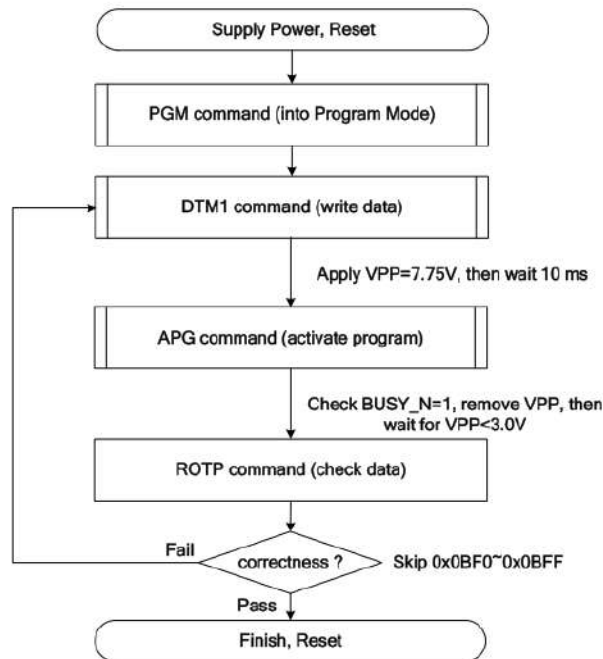 Supply Power, Reset
PGM command (into Program Mode)
DTM1 command (write data)
Apply VPP=7.75V, then wait 10 ms
APG command (activate program)
Check BUSY_N=1, remove VPP, then
wait for VPP<3.0V
ROTP command (check data)
Fail
correctness ?
Skip 0x0BF0~0x0BFF
Pass
Finish, Reset